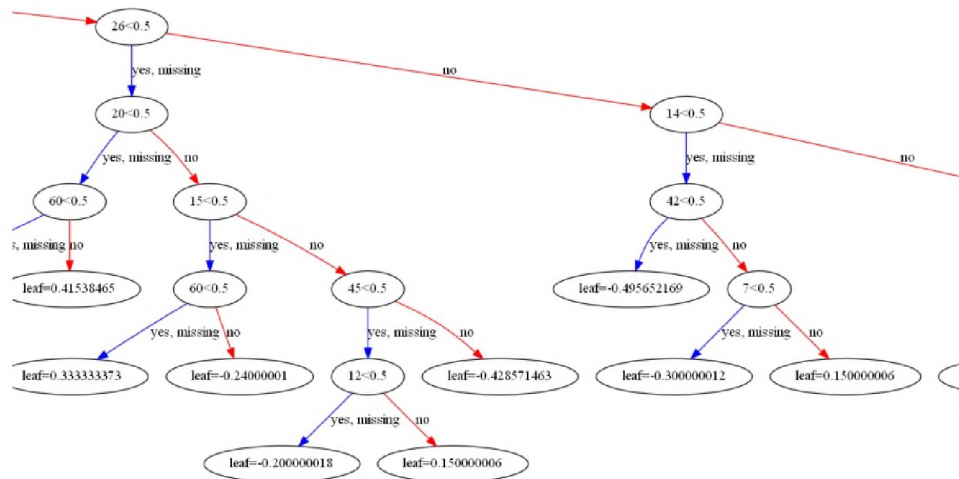 26<0.5
yes, missing
no
20<0.5
14<0.5
yes, missing
no
yes, missing
no
60<0.5
15<0.5
42<0.5
s, missing
no
yes, missing
no
yes, missing
no
leaf=0.41538465
60<0.5
45<0.5
leaf=-0.495652169
7<0.5
yes, missing
no
yes, missing
no
yes, missing
no
leaf=0.333333373
leaf=-0.24000001
12<0.5
leaf=-0.428571463
leaf=-0.300000012
leaf=0.150000006
yes, missing
no
leaf=-0.200000018
leaf=0.150000006